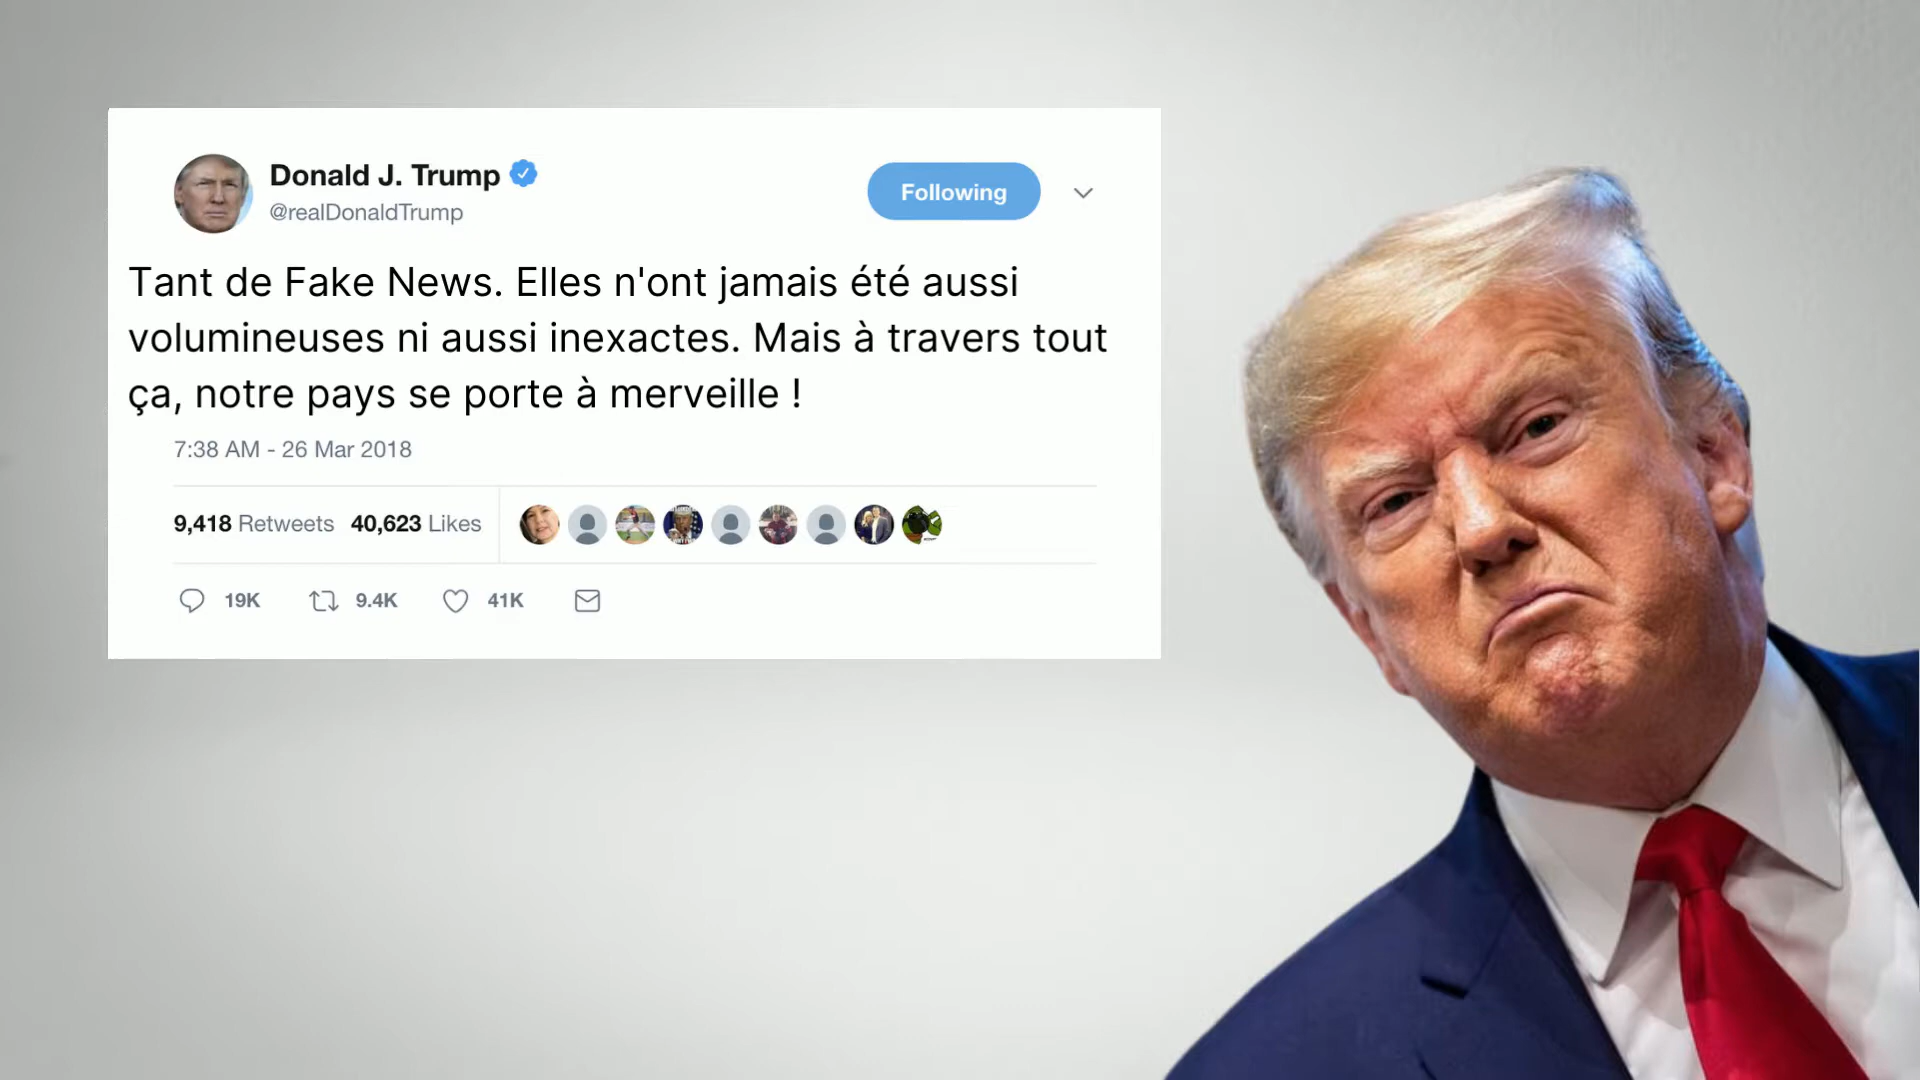 Donald J. Trump
@realDonaldTrump
Following
Tant de Fake News. Elles n'ont jamais été aussi
volumineuses ni aussi inexactes. Mais à travers tout
ça, notre pays se porte à merveille !
7:38 AM - 26 Mar 2018
9,418 Retweets 40,623 Likes
19K 9.4K 41K